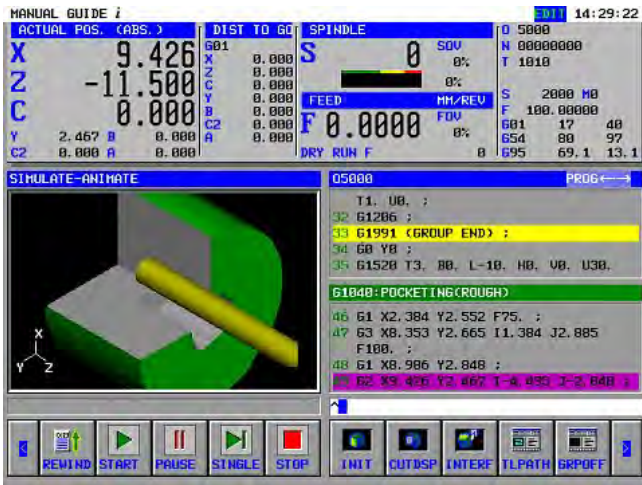 MANUAL GUIDE i
EDIT 14:29:22
ACTUAL POS. (ABS.)
X 9.426
Z -11.500
C 0.000
Y 2.467 B 0.000
C2 0.000 A 0.000
DIST TO GO
G01
X 0.000
Z 0.000
C 0.000
Y 0.000
B 0.000
C2 0.000
A 0.000
SPINDLE
S 0 SOV 0%
0%
FEED MM/REV
F 0.0000 FOV 0%
DRY RUN F 0
O 5000
N 00000000
T 1010
S 2000 M0
F 100.00000
G01 17 40
G54 80 97
G95 69.1 13.1
SIMULATE-ANIMATE
X
Y Z
O5000 PROG←→
T1. U0. ;
32 G1206 ;
33 G1991 (GROUP END) ;
34 G0 Y0 ;
35 G1520 T3. B0. L-10. H0. V0. U30.
G1040:POCKETING(ROUGH)
46 G1 X2.384 Y2.552 F75. ;
47 G3 X8.353 Y2.665 I1.384 J2.885
F100. ;
48 G1 X8.986 Y2.848 ;
G2 X9.426 Y2.467 I-4.493 J-2.848 ;
^
<
REWIND
START
PAUSE
SINGLE
STOP
INIT
CUTDSP
INTERF
TLPATH
GRPOFF
>